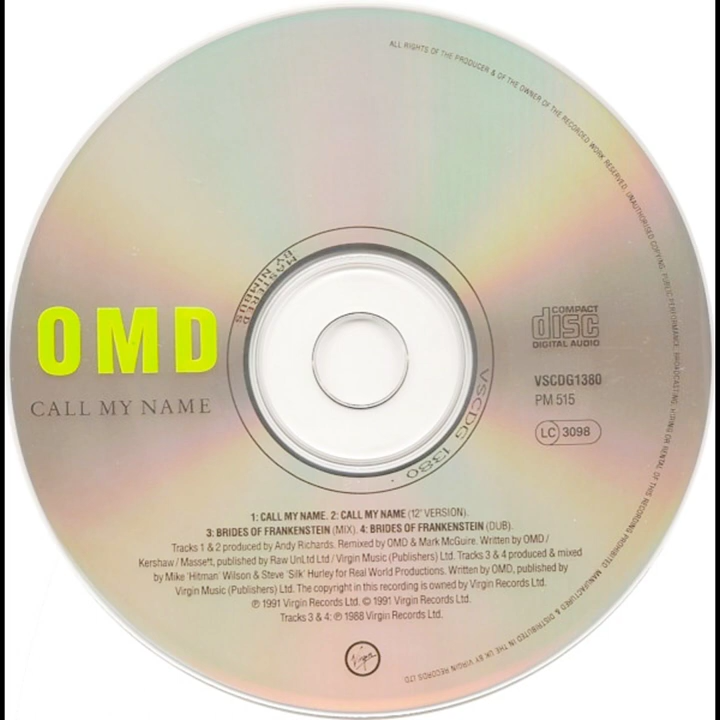 ALL RIGHTS OF THE PRODUCER & OF THE OWNER OF THE RECORDED WORK RESERVED. UNAUTHORISED COPYING, PUBLIC PERFORMANCE, BROADCASTING, HIRING OR RENTAL OF THIS RECORDING PROHIBITED. MANUFACTURED & DISTRIBUTED IN THE UK BY VIRGIN RECORDS LTD.
MASTERED
BY NIMBUS
OMD
CALL MY NAME
COMPACT
disc
DIGITAL AUDIO
VSCDG1380
PM 515
LC 3098
VSCDG 1380 .
1: CALL MY NAME. 2: CALL MY NAME (12" VERSION).
3: BRIDES OF FRANKENSTEIN (MIX). 4: BRIDES OF FRANKENSTEIN (DUB).
Tracks 1 & 2 produced by Andy Richards. Remixed by OMD & Mark McGuire. Written by OMD /
Kershaw / Massett, published by Raw UnLtd Ltd / Virgin Music (Publishers) Ltd. Tracks 3 & 4 produced & mixed
by Mike 'Hitman' Wilson & Steve 'Silk' Hurley for Real World Productions. Written by OMD, published by
Virgin Music (Publishers) Ltd. The copyright in this recording is owned by Virgin Records Ltd.
℗ 1991 Virgin Records Ltd. © 1991 Virgin Records Ltd.
Tracks 3 & 4: ℗ 1988 Virgin Records Ltd.
Virgin